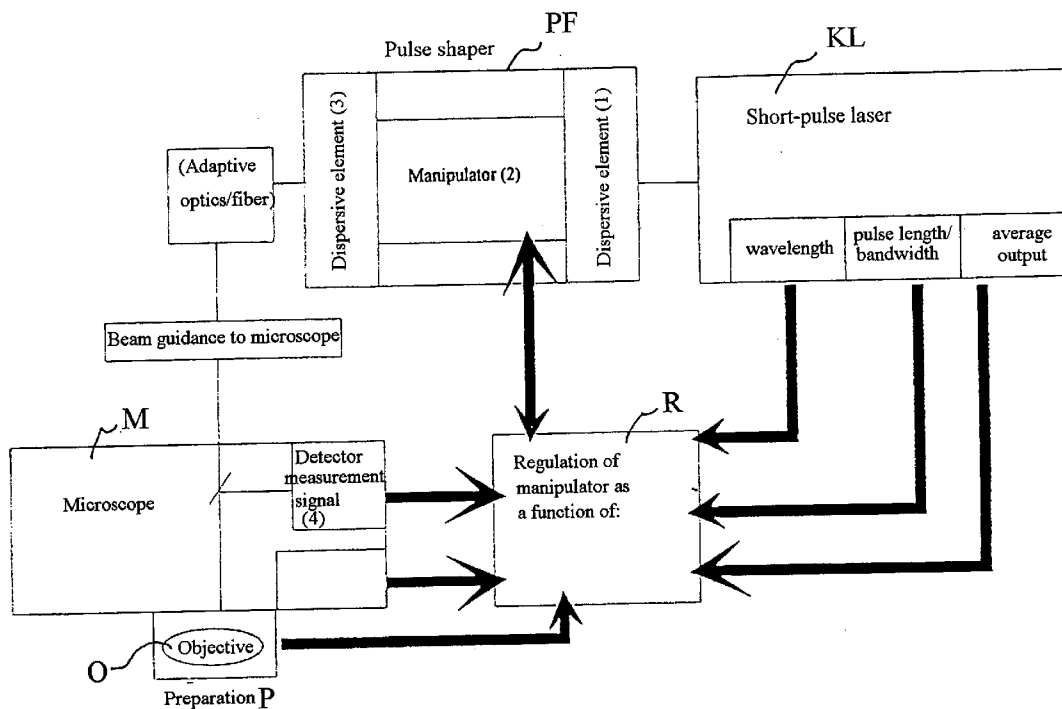 PF
Pulse shaper
KL
Dispersive element (3)
Manipulator (2)
Dispersive element (1)
Short-pulse laser
wavelength
pulse length/
bandwidth
average
output
(Adaptive
optics/fiber)
Beam guidance to microscope
M
Microscope
Detector
measurement
signal
(4)
R
Regulation of
manipulator as
a function of:
O
Objective
Preparation P